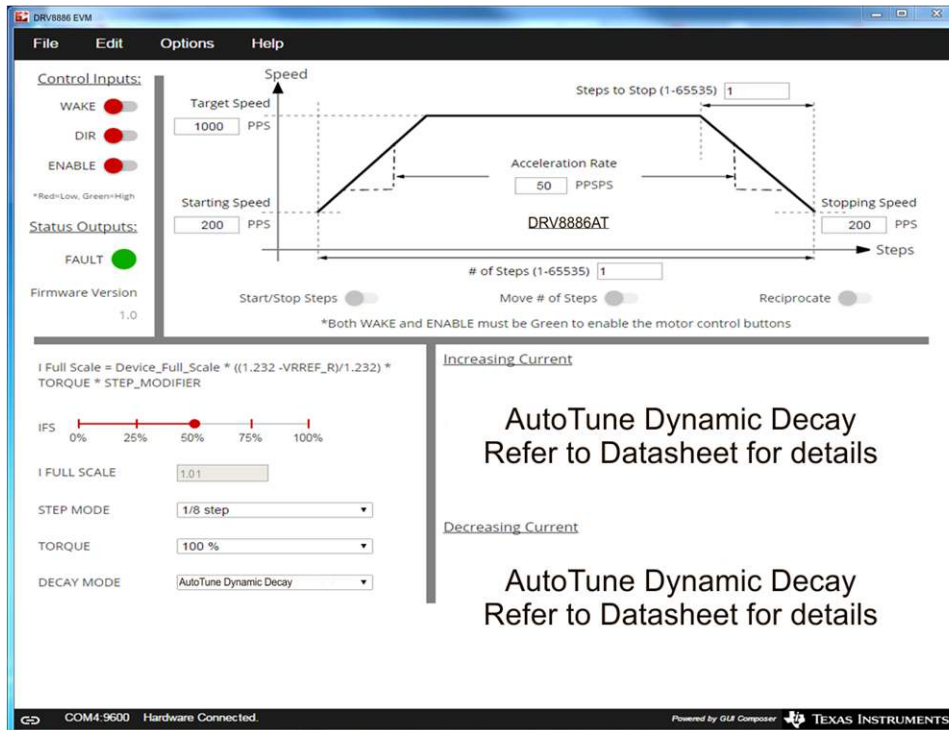 DRV8886 EVM
File Edit Options Help
Control Inputs:
WAKE
DIR
ENABLE
*Red=Low, Green=High
Status Outputs:
FAULT
Firmware Version
1.0
Speed
Target Speed
1000 PPS
Steps to Stop (1-65535) 1
Acceleration Rate
50 PPSPS
Starting Speed
200 PPS
DRV8886AT
Stopping Speed
200 PPS
Steps
# of Steps (1-65535) 1
Start/Stop Steps Move # of Steps Reciprocate
*Both WAKE and ENABLE must be Green to enable the motor control buttons
I Full Scale = Device_Full_Scale * ((1.232 -VRREF_R)/1.232) *
TORQUE * STEP_MODIFIER
IFS
0% 25% 50% 75% 100%
I FULL SCALE 1.01
STEP MODE 1/8 step
TORQUE 100 %
DECAY MODE AutoTune Dynamic Decay
Increasing Current
AutoTune Dynamic Decay
Refer to Datasheet for details
Decreasing Current
AutoTune Dynamic Decay
Refer to Datasheet for details
COM4:9600 Hardware Connected.
Powered by GUI Composer TEXAS INSTRUMENTS